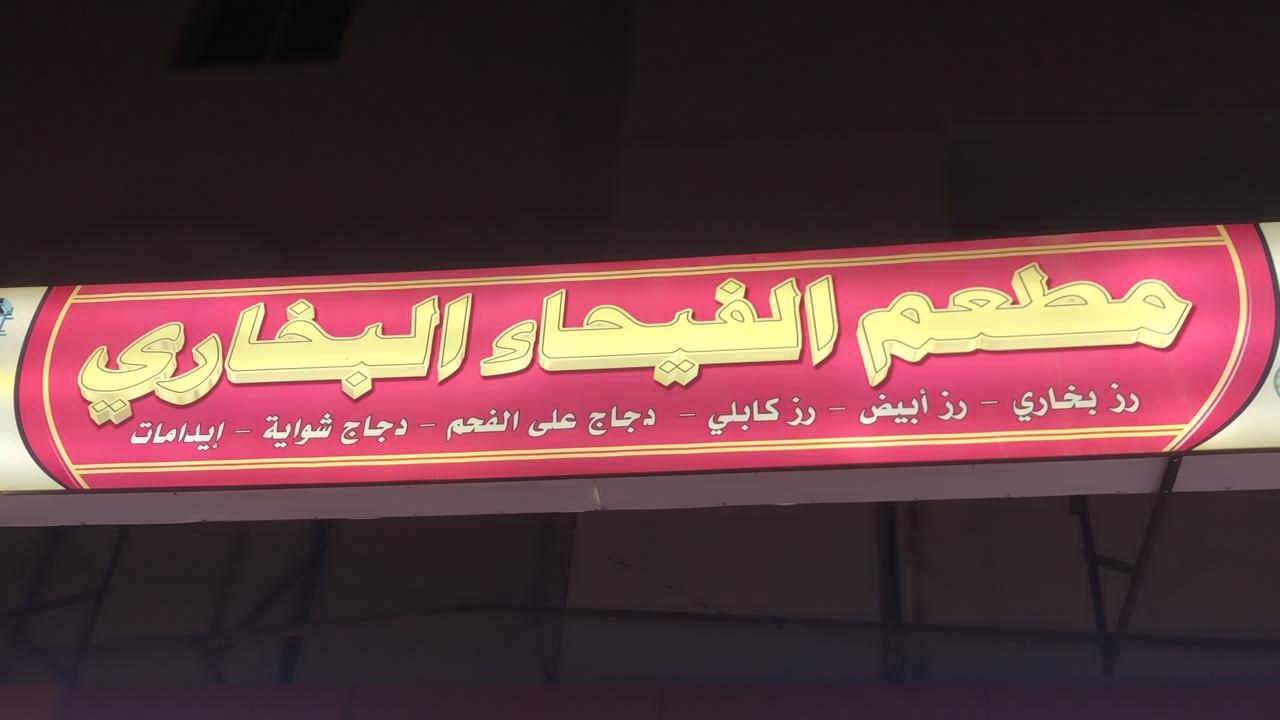 مطعم الفيحاء البخاري
رز بخاري - رز أبيض - رز كابلي - دجاج على الفحم - دجاج شواية - إيدامات